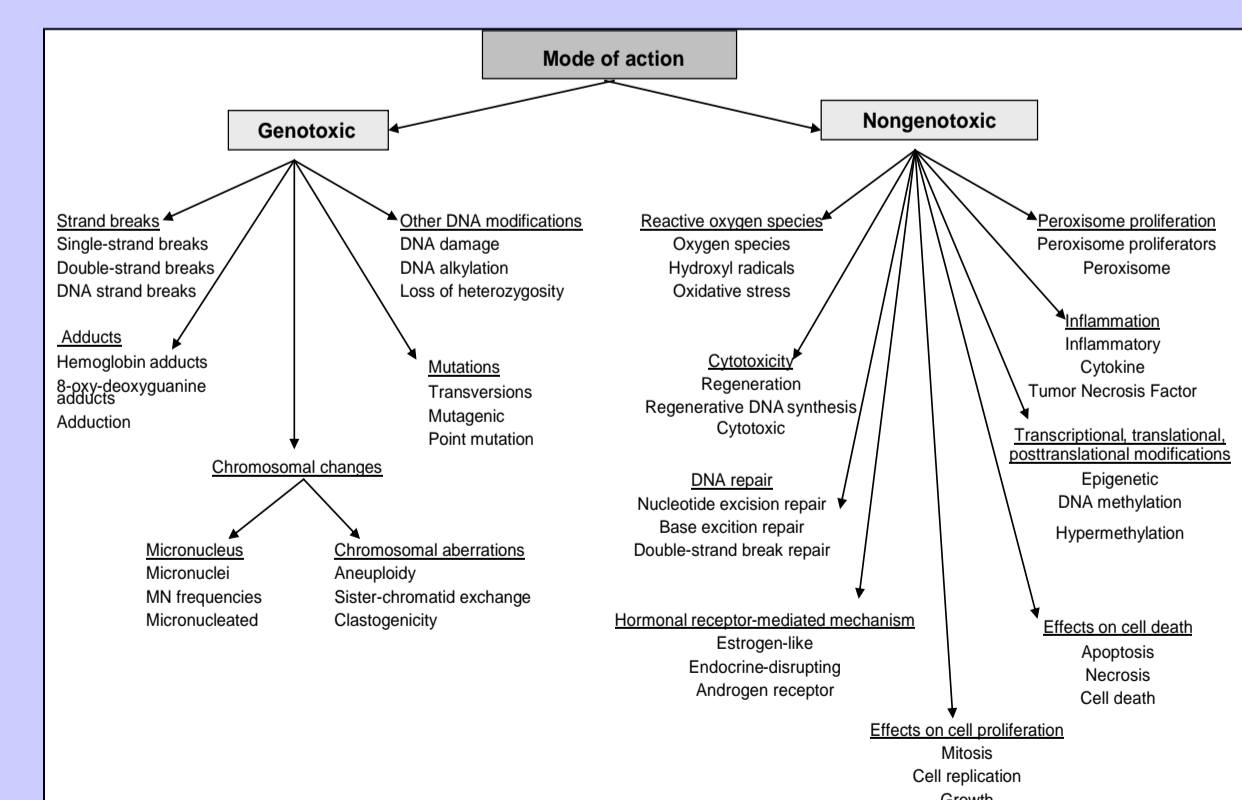 Mode of action
Genotoxic
Nongenotoxic
Strand breaks
Single-strand breaks
Double-strand breaks
DNA strand breaks
Other DNA modifications
DNA damage
DNA alkylation
Loss of heterozygosity
Adducts
Hemoglobin adducts
8-oxy-deoxyguanine
adducts
Adduction
Mutations
Transversions
Mutagenic
Point mutation
Chromosomal changes
Micronucleus
Micronuclei
MN frequencies
Micronucleated
Chromosomal aberrations
Aneuploidy
Sister-chromatid exchange
Clastogenicity
Reactive oxygen species
Oxygen species
Hydroxyl radicals
Oxidative stress
Peroxisome proliferation
Peroxisome proliferators
Peroxisome
Inflammation
Inflammatory
Cytokine
Tumor Necrosis Factor
Cytotoxicity
Regeneration
Regenerative DNA synthesis
Cytotoxic
Transcriptional, translational,
posttranslational modifications
Epigenetic
DNA methylation
Hypermethylation
DNA repair
Nucleotide excision repair
Base excition repair
Double-strand break repair
Hormonal receptor-mediated mechanism
Estrogen-like
Endocrine-disrupting
Androgen receptor
Effects on cell death
Apoptosis
Necrosis
Cell death
Effects on cell proliferation
Mitosis
Cell replication
Growth